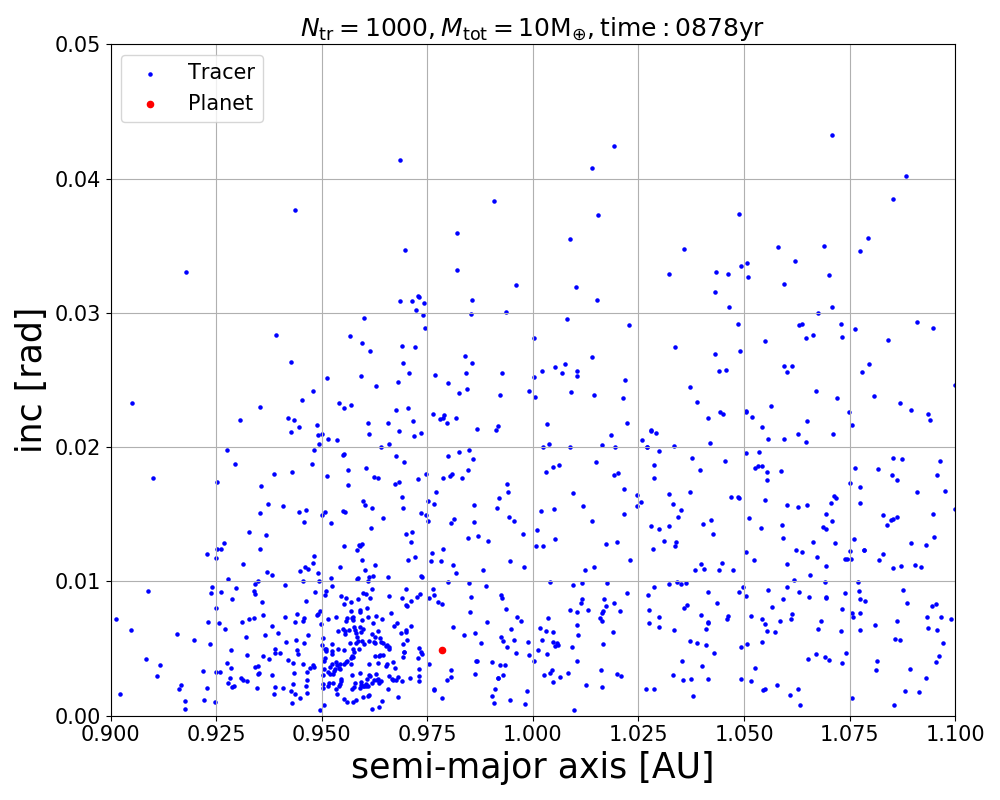 N_tr = 1000, M_tot = 10M_⊕, time : 0878yr
Tracer
Planet
inc [rad]
0.05
0.04
0.03
0.02
0.01
0.00
0.900 0.925 0.950 0.975 1.000 1.025 1.050 1.075 1.100
semi-major axis [AU]